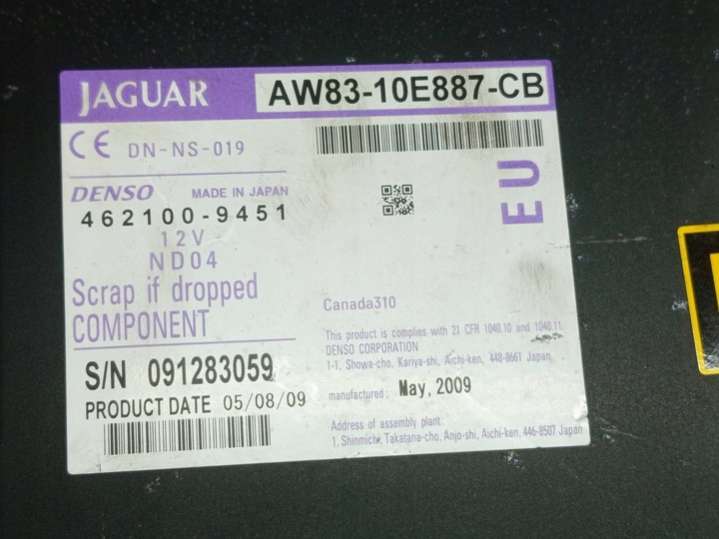 JAGUAR AW83-10E887-CB
CE DN-NS-019
EU
DENSO MADE IN JAPAN
462100-9451
12V
ND04
Scrap if dropped
COMPONENT
S/N 091283059
PRODUCT DATE 05/08/09
Canada310
This product is complies with 21 CFR 1040.10 and 1040.11
DENSO CORPORATION
1-1, Showa-cho, Kariya-shi, Aichi-ken, 448-8661 Japan
manufactured: May, 2009
Address of assembly plant:
1, Shinmichi, Takatana-cho, Anjo-shi, Aichi-ken, 446-8507 Japan